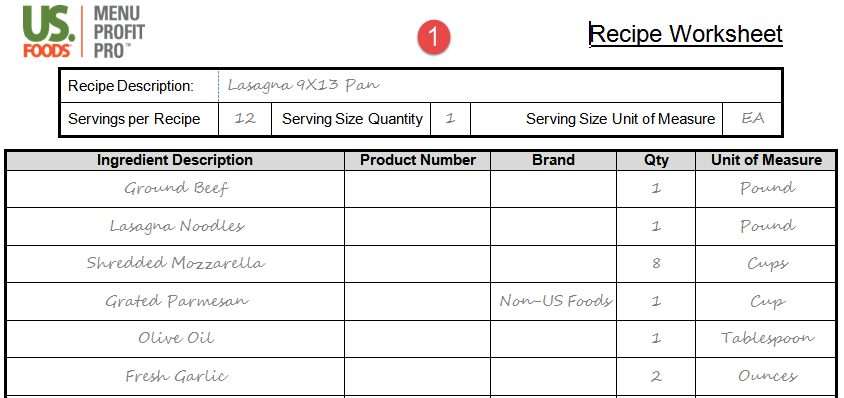 US. FOODS MENU PROFIT PRO™
1
Recipe Worksheet
Recipe Description: Lasagna 9X13 Pan
Servings per Recipe 12 Serving Size Quantity 1 Serving Size Unit of Measure EA
Ingredient Description Product Number Brand Qty Unit of Measure
Ground Beef 1 Pound
Lasagna Noodles 1 Pound
Shredded Mozzarella 8 Cups
Grated Parmesan Non-US Foods 1 Cup
Olive Oil 1 Tablespoon
Fresh Garlic 2 Ounces